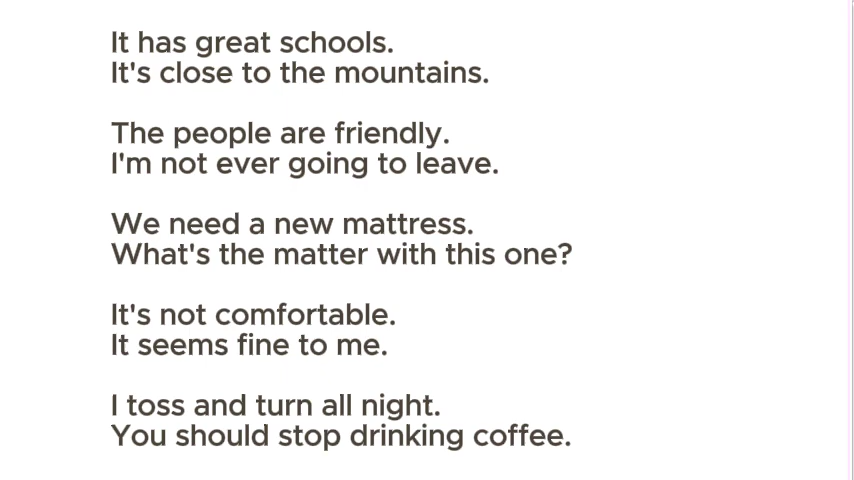 It has great schools.
It's close to the mountains.
The people are friendly.
I'm not ever going to leave.
We need a new mattress.
What's the matter with this one?
It's not comfortable.
It seems fine to me.
I toss and turn all night.
You should stop drinking coffee.